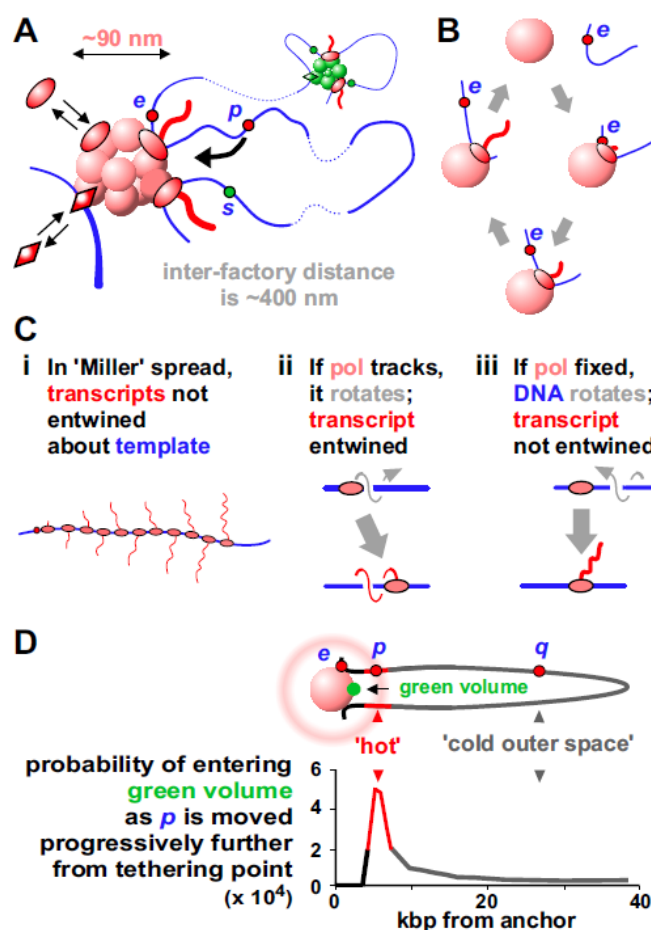 A
~90 nm
e
p
s
inter-factory distance
is ~400 nm
B
e
e
e
e
C
i In 'Miller' spread,
transcripts not
entwined
about template
ii If pol tracks,
it rotates;
transcript
entwined
iii If pol fixed,
DNA rotates;
transcript
not entwined
D
e
p
q
green volume
'hot'
'cold outer space'
probability of entering
green volume
as p is moved
progressively further
from tethering point
(x 10⁴)
6
4
2
0
0 20 40
kbp from anchor